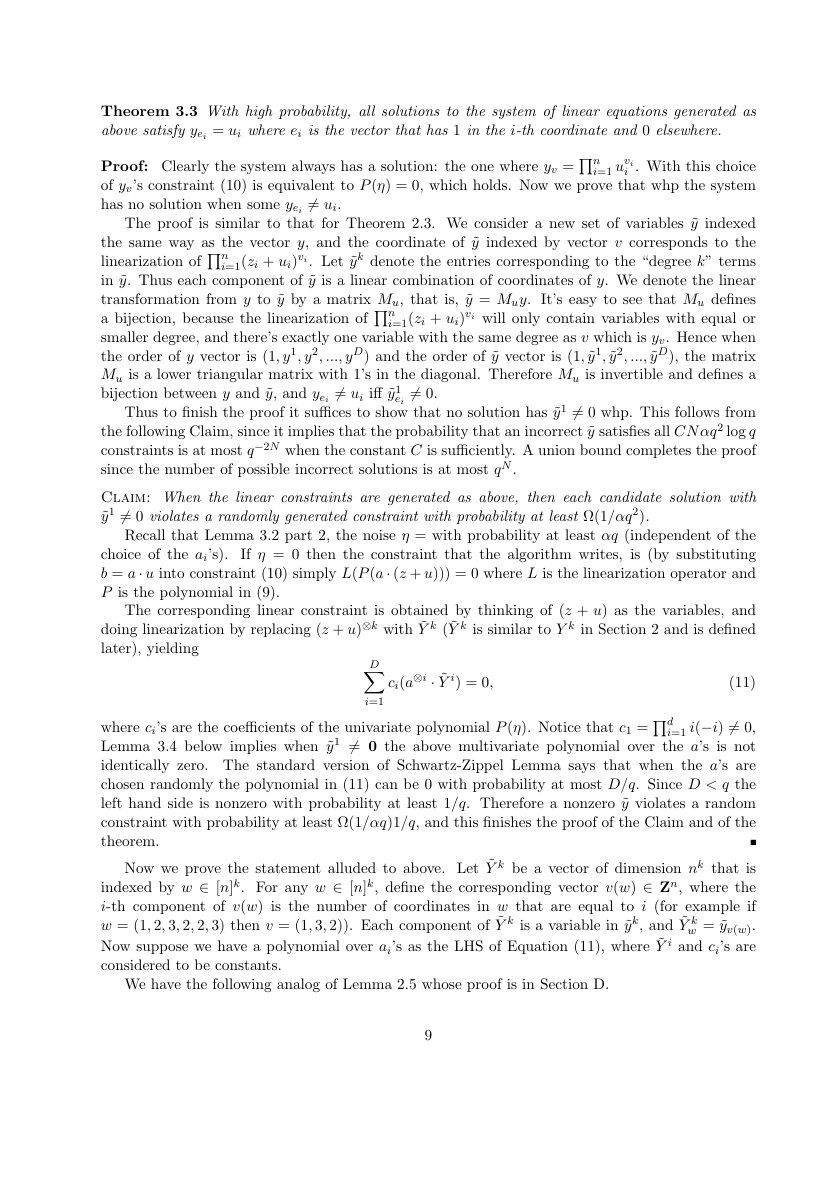 Theorem 3.3 With high probability, all solutions to the system of linear equations generated as
above satisfy y_{e_i} = u_i where e_i is the vector that has 1 in the i-th coordinate and 0 elsewhere.
Proof: Clearly the system always has a solution: the one where y_v = ∏_{i=1}^n u_i^{v_i}. With this choice
of y_v's constraint (10) is equivalent to P(η) = 0, which holds. Now we prove that whp the system
has no solution when some y_{e_i} ≠ u_i.
The proof is similar to that for Theorem 2.3. We consider a new set of variables ỹ indexed
the same way as the vector y, and the coordinate of ỹ indexed by vector v corresponds to the
linearization of ∏_{i=1}^n (z_i + u_i)^{v_i}. Let ỹ^k denote the entries corresponding to the “degree k” terms
in ỹ. Thus each component of ỹ is a linear combination of coordinates of y. We denote the linear
transformation from y to ỹ by a matrix M_u, that is, ỹ = M_u y. It's easy to see that M_u defines
a bijection, because the linearization of ∏_{i=1}^n (z_i + u_i)^{v_i} will only contain variables with equal or
smaller degree, and there's exactly one variable with the same degree as v which is y_v. Hence when
the order of y vector is (1, y^1, y^2, ..., y^D) and the order of ỹ vector is (1, ỹ^1, ỹ^2, ..., ỹ^D), the matrix
M_u is a lower triangular matrix with 1's in the diagonal. Therefore M_u is invertible and defines a
bijection between y and ỹ, and y_{e_i} ≠ u_i iff ỹ^1_{e_i} ≠ 0.
Thus to finish the proof it suffices to show that no solution has ỹ^1 ≠ 0 whp. This follows from
the following Claim, since it implies that the probability that an incorrect ỹ satisfies all CNαq^2 log q
constraints is at most q^{-2N} when the constant C is sufficiently. A union bound completes the proof
since the number of possible incorrect solutions is at most q^N.
CLAIM: When the linear constraints are generated as above, then each candidate solution with
ỹ^1 ≠ 0 violates a randomly generated constraint with probability at least Ω(1/αq^2).
Recall that Lemma 3.2 part 2, the noise η = with probability at least αq (independent of the
choice of the a_i's). If η = 0 then the constraint that the algorithm writes, is (by substituting
b = a · u into constraint (10) simply L(P(a · (z + u))) = 0 where L is the linearization operator and
P is the polynomial in (9).
The corresponding linear constraint is obtained by thinking of (z + u) as the variables, and
doing linearization by replacing (z + u)^{⊗k} with Ỹ^k (Ỹ^k is similar to Y^k in Section 2 and is defined
later), yielding
∑_{i=1}^D c_i(a^{⊗i} · Ỹ^i) = 0, (11)
where c_i's are the coefficients of the univariate polynomial P(η). Notice that c_1 = ∏_{i=1}^d i(−i) ≠ 0,
Lemma 3.4 below implies when ỹ^1 ≠ 0 the above multivariate polynomial over the a's is not
identically zero. The standard version of Schwartz-Zippel Lemma says that when the a's are
chosen randomly the polynomial in (11) can be 0 with probability at most D/q. Since D < q the
left hand side is nonzero with probability at least 1/q. Therefore a nonzero ỹ violates a random
constraint with probability at least Ω(1/αq)1/q, and this finishes the proof of the Claim and of the
theorem. ■
Now we prove the statement alluded to above. Let Ỹ^k be a vector of dimension n^k that is
indexed by w ∈ [n]^k. For any w ∈ [n]^k, define the corresponding vector v(w) ∈ Z^n, where the
i-th component of v(w) is the number of coordinates in w that are equal to i (for example if
w = (1, 2, 3, 2, 2, 3) then v = (1, 3, 2)). Each component of Ỹ^k is a variable in ỹ^k, and Ỹ^k_w = ỹ_{v(w)}.
Now suppose we have a polynomial over a_i's as the LHS of Equation (11), where Ỹ^i and c_i's are
considered to be constants.
We have the following analog of Lemma 2.5 whose proof is in Section D.
9